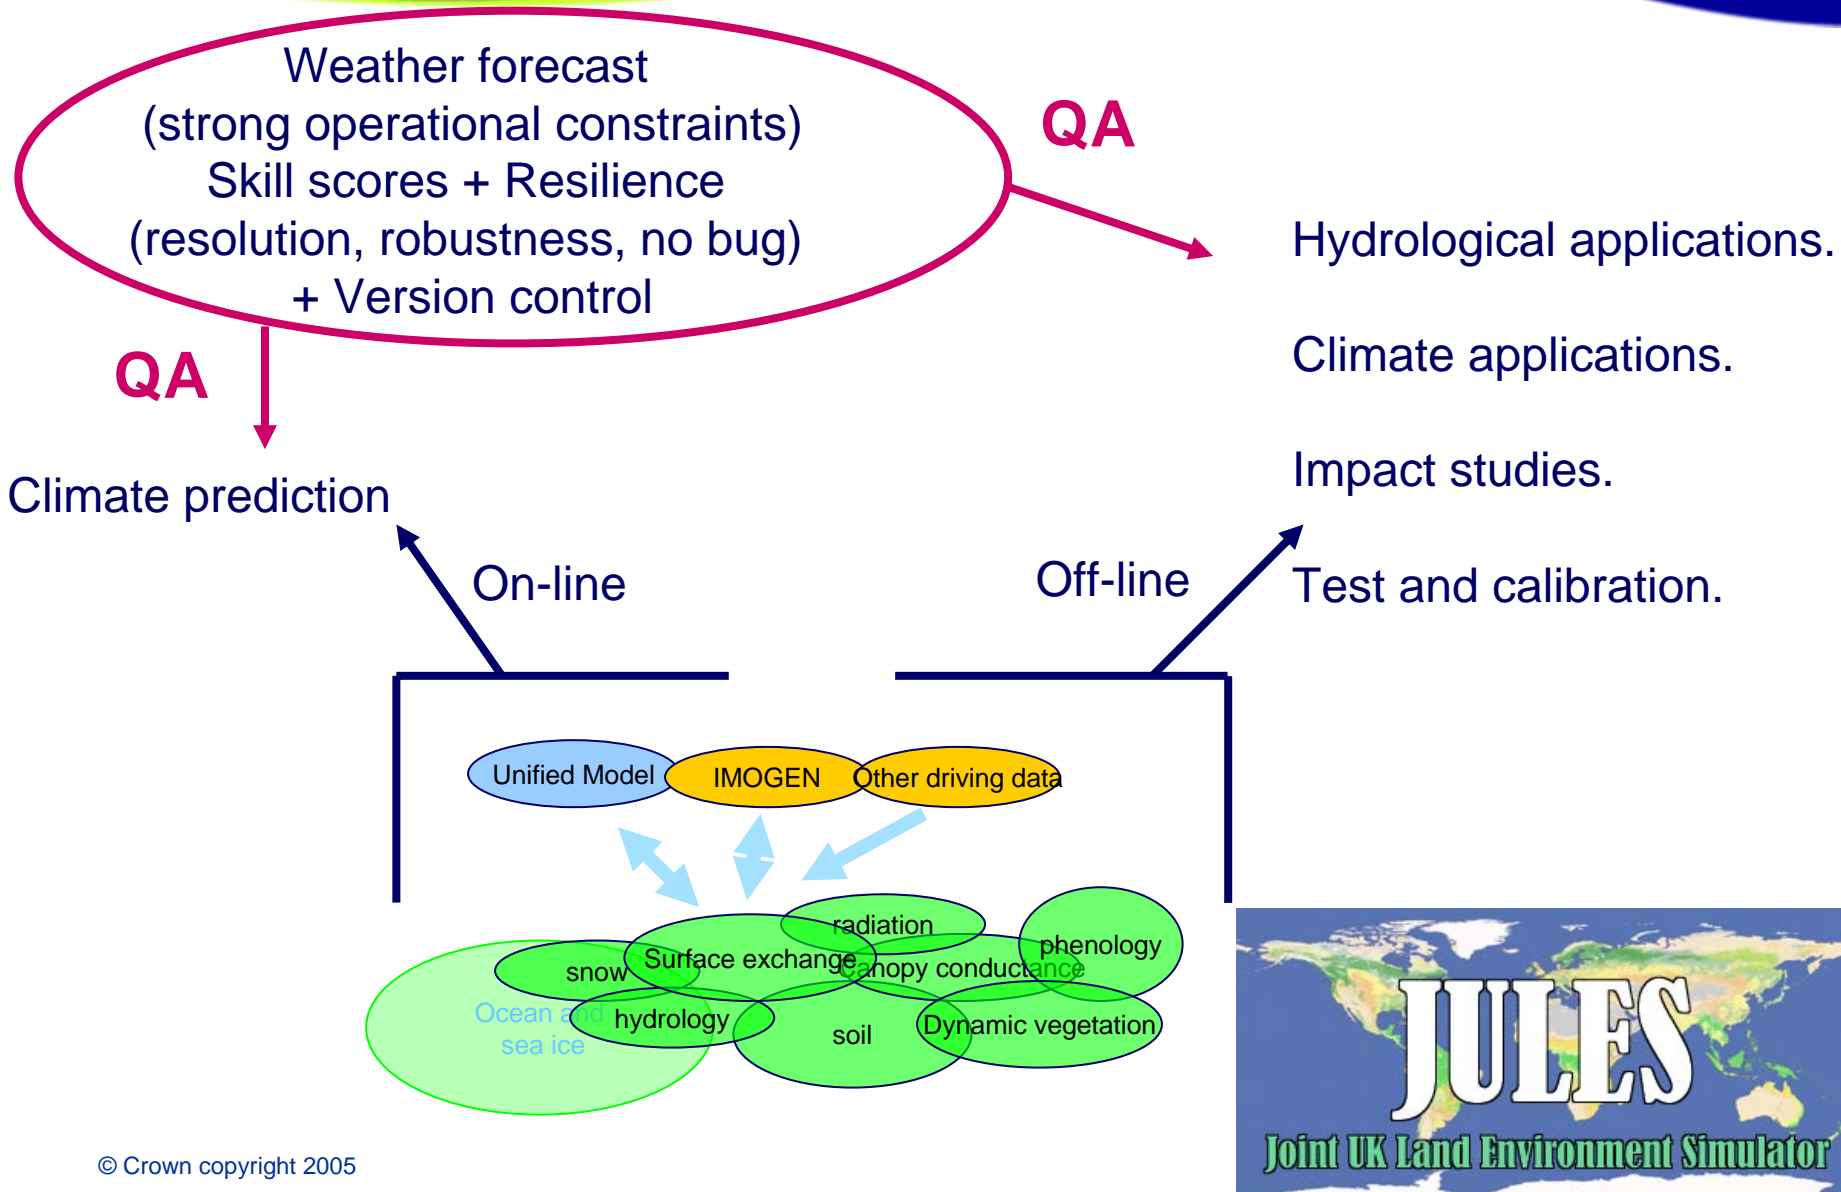 Weather forecast
(strong operational constraints)
Skill scores + Resilience
(resolution, robustness, no bug)
+ Version control
QA
QA
Hydrological applications.
Climate applications.
Impact studies.
Test and calibration.
Climate prediction
On-line
Off-line
Unified Model
IMOGEN
Other driving data
radiation
phenology
Surface exchange
Canopy conductance
snow
Ocean and
sea ice
hydrology
soil
Dynamic vegetation
JULES
Joint UK Land Environment Simulator
© Crown copyright 2005